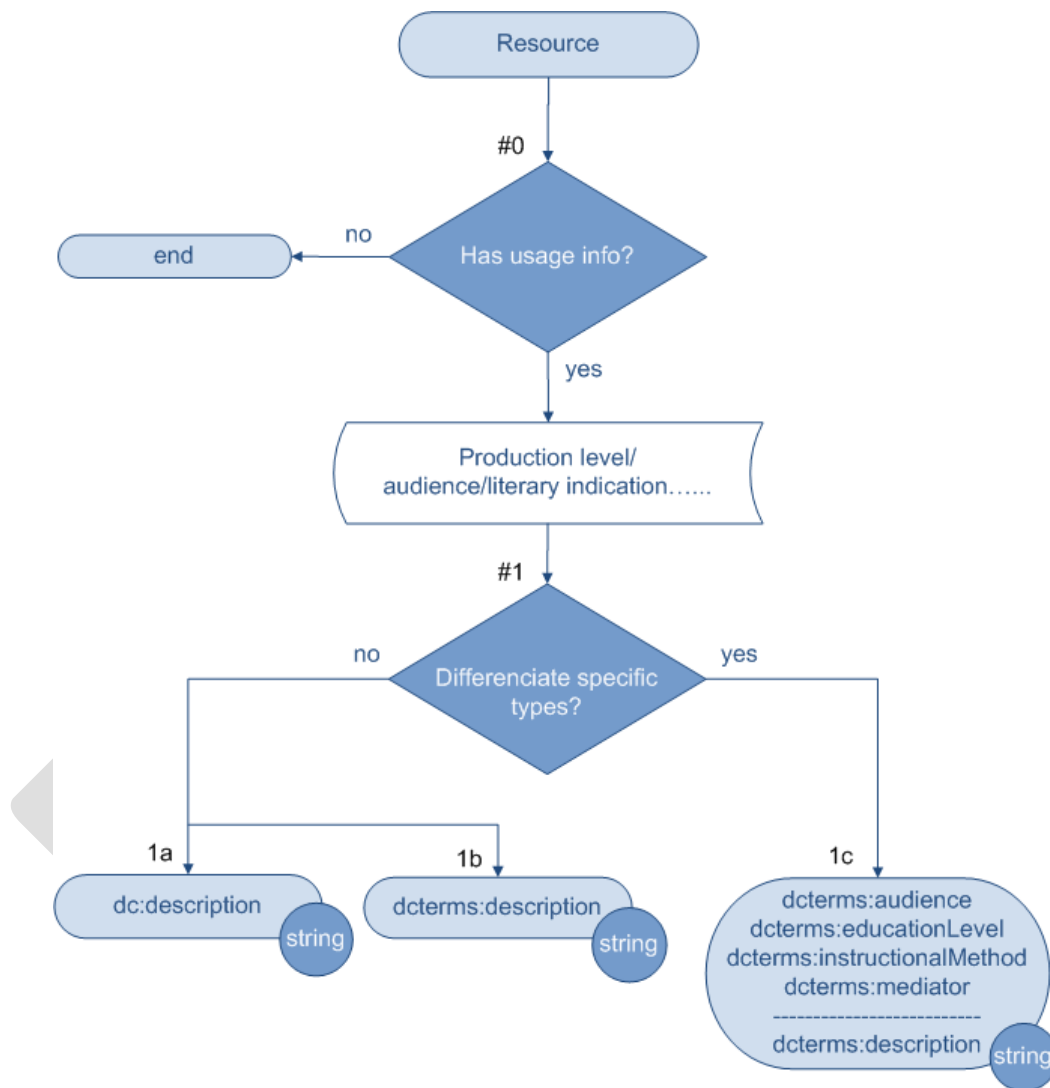 Resource
#0
Has usage info?
no
end
yes
Production level/
audience/literary indication…...
#1
Differenciate specific
types?
no
yes
1a
dc:description
string
1b
dcterms:description
string
1c
dcterms:audience
dcterms:educationLevel
dcterms:instructionalMethod
dcterms:mediator
--------------------------
dcterms:description
string